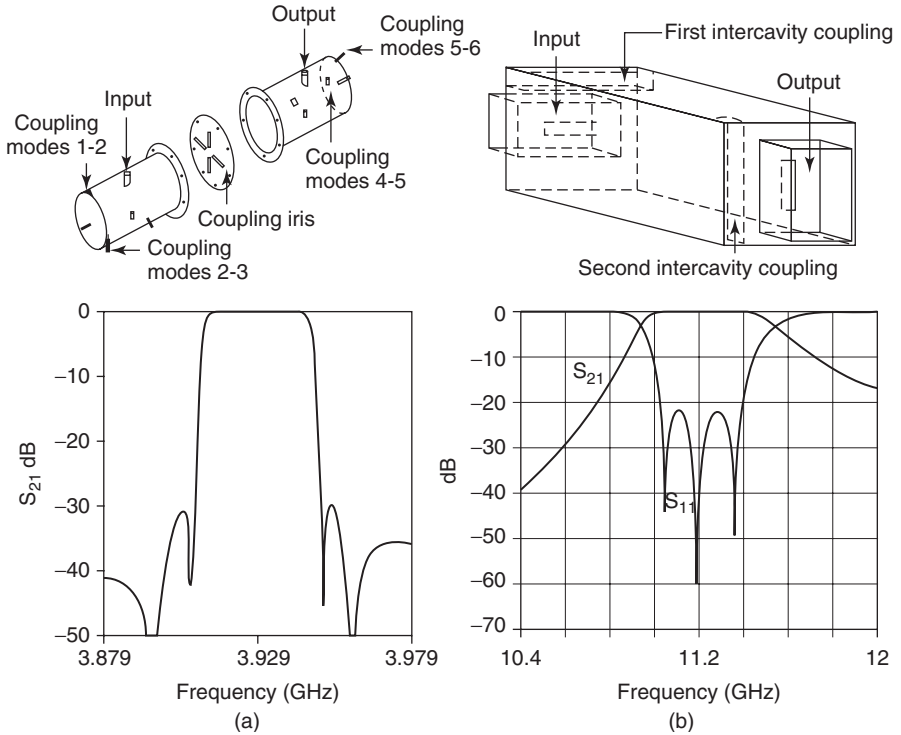 Output
Coupling
modes 5-6
Input
Coupling
modes 1-2
Coupling
modes 4-5
Coupling iris
Coupling
modes 2-3
First intercavity coupling
Input
Output
Second intercavity coupling
0
–10
–20
–30
–40
–50
S21 dB
3.879
3.929
3.979
Frequency (GHz)
(a)
0
–10
–20
–30
–40
–50
–60
–70
dB
S21
S11
10.4
11.2
12
Frequency (GHz)
(b)